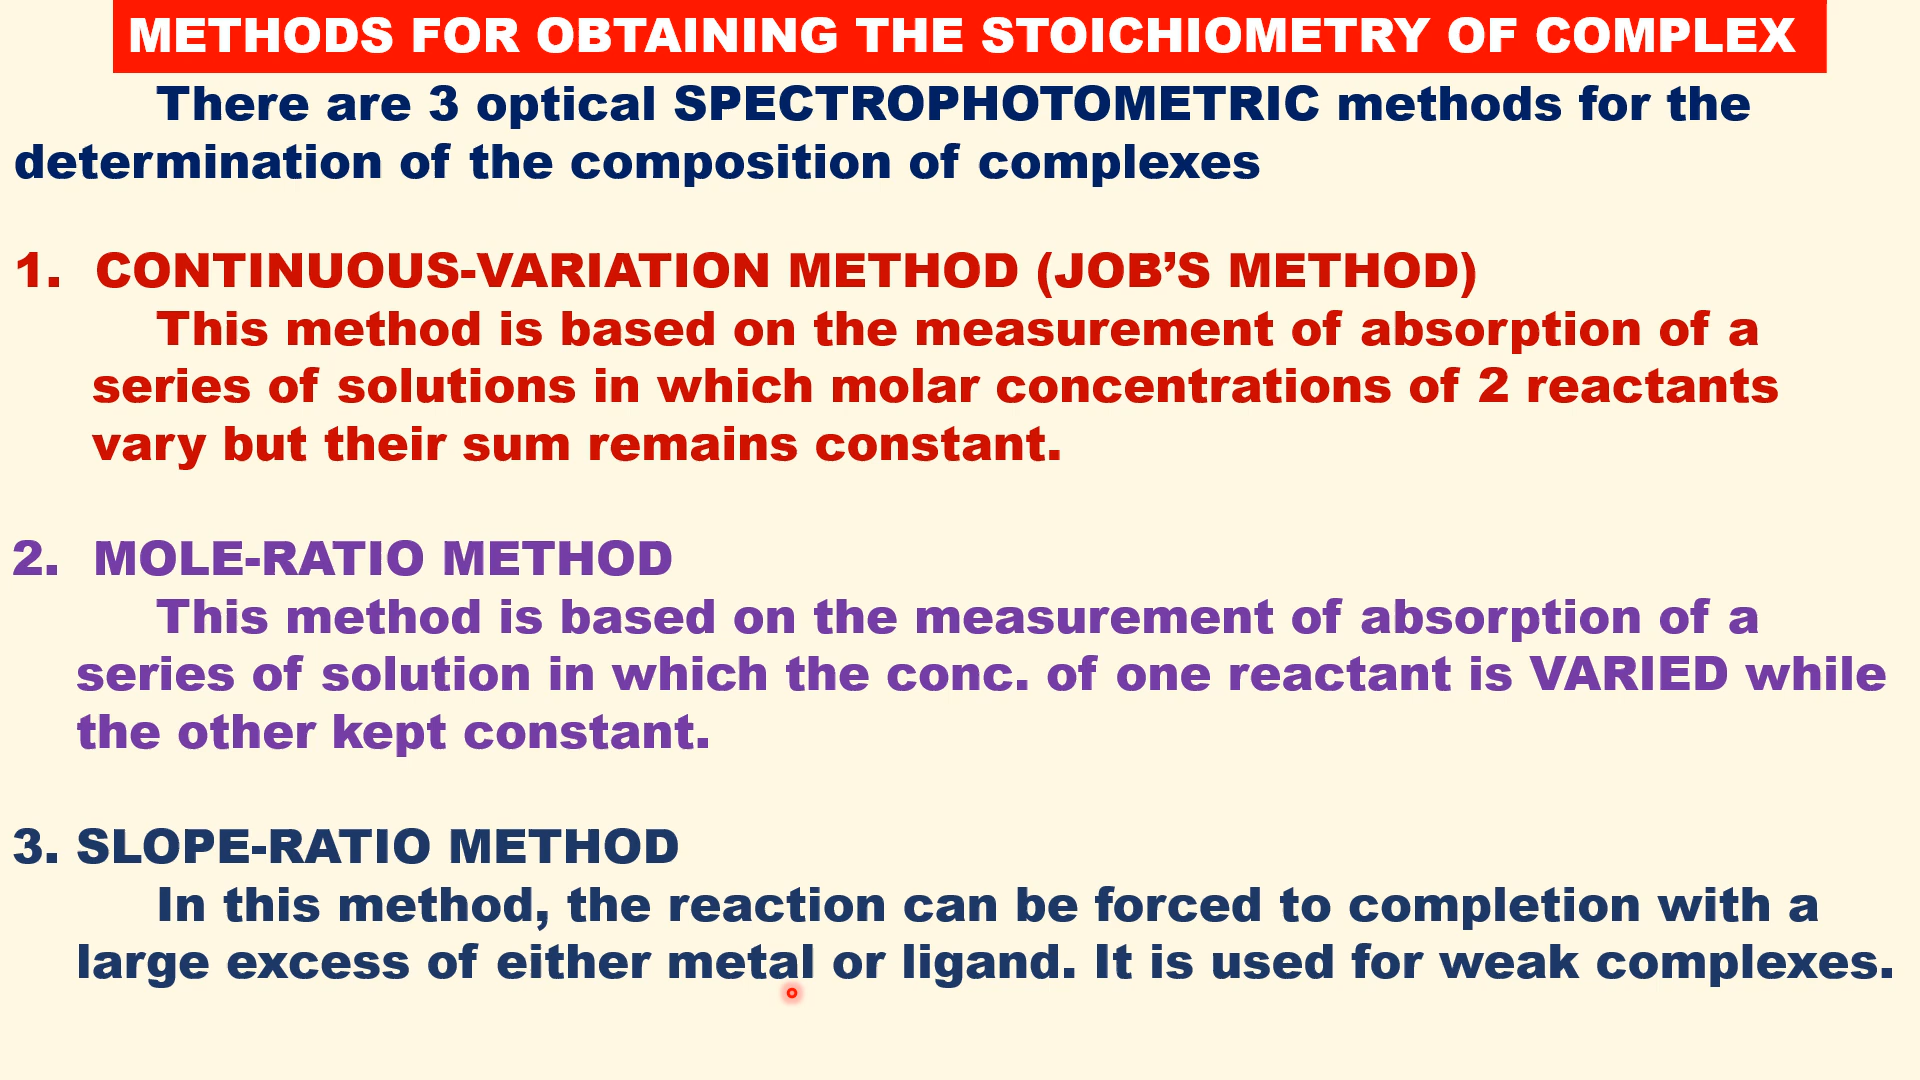 METHODS FOR OBTAINING THE STOICHIOMETRY OF COMPLEX
There are 3 optical SPECTROPHOTOMETRIC methods for the
determination of the composition of complexes
1. CONTINUOUS-VARIATION METHOD (JOB’S METHOD)
This method is based on the measurement of absorption of a
series of solutions in which molar concentrations of 2 reactants
vary but their sum remains constant.
2. MOLE-RATIO METHOD
This method is based on the measurement of absorption of a
series of solution in which the conc. of one reactant is VARIED while
the other kept constant.
3. SLOPE-RATIO METHOD
In this method, the reaction can be forced to completion with a
large excess of either metal or ligand. It is used for weak complexes.